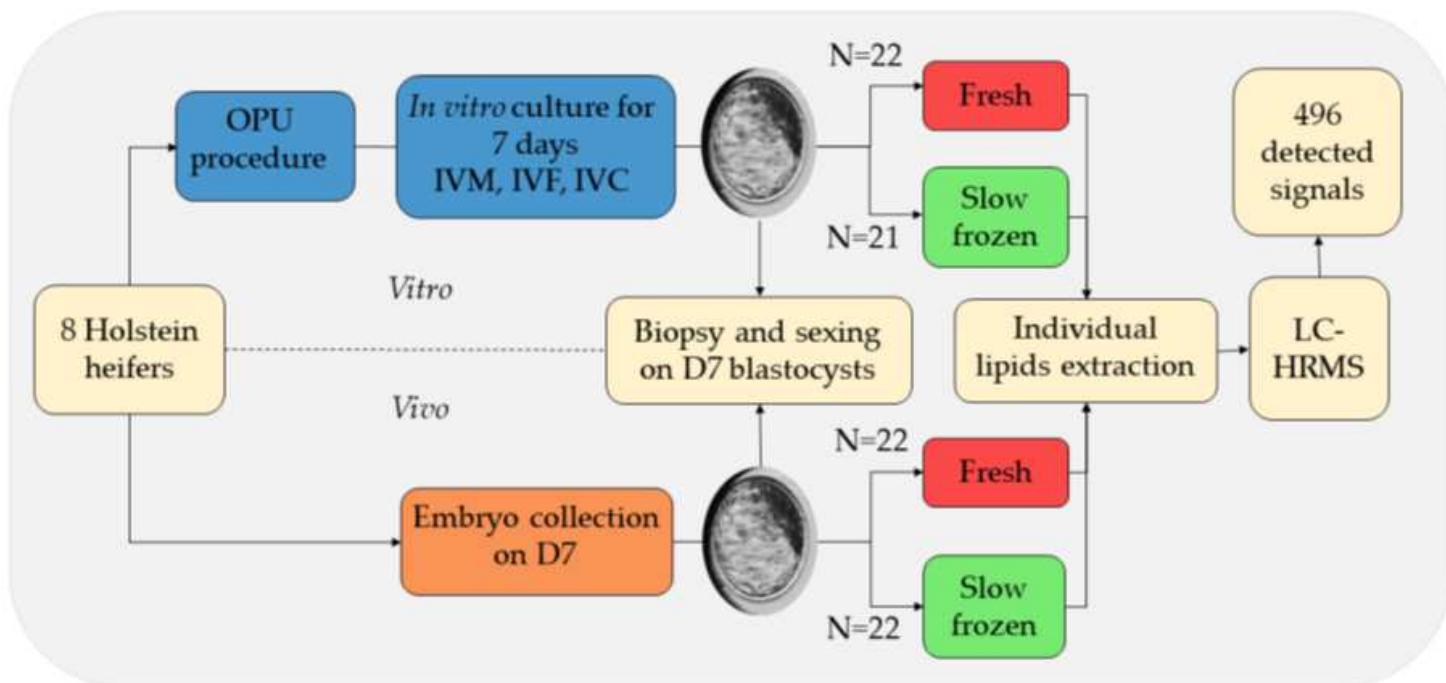 N=22
Fresh
OPU
procedure
In vitro culture for
7 days
IVM, IVF, IVC
496
detected
signals
Slow
frozen
N=21
Vitro
8 Holstein
heifers
Biopsy and sexing
on D7 blastocysts
Individual
lipids extraction
LC-
HRMS
Vivo
N=22
Fresh
Embryo collection
on D7
Slow
frozen
N=22